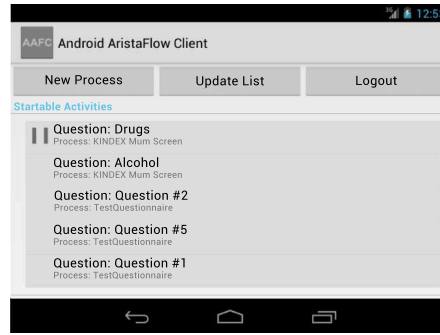 3G 12:5
AAFC Android AristaFlow Client
New Process Update List Logout
Startable Activities
Question: Drugs
Process: KINDEX Mum Screen
Question: Alcohol
Process: KINDEX Mum Screen
Question: Question #2
Process: TestQuestionnaire
Question: Question #5
Process: TestQuestionnaire
Question: Question #1
Process: TestQuestionnaire